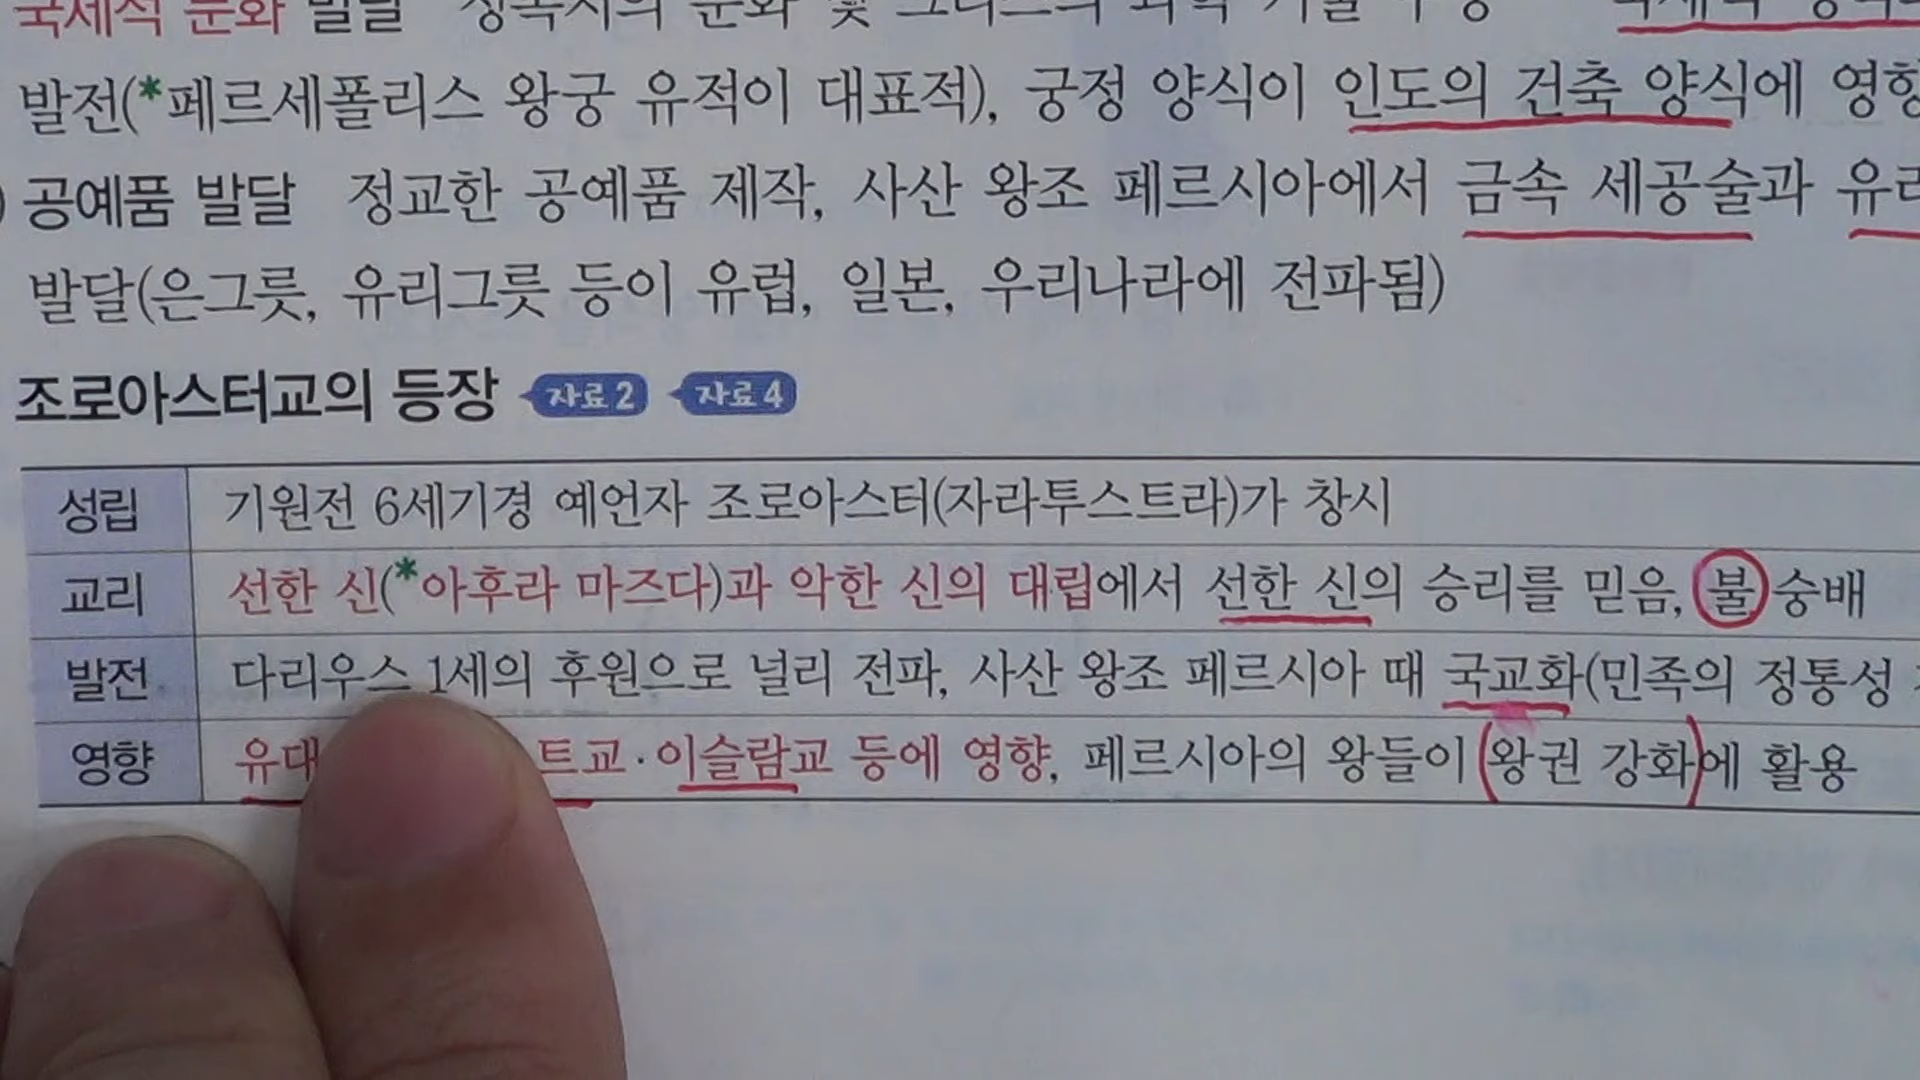 국제적 문화 발달
발전(*페르세폴리스 왕궁 유적이 대표적), 궁정 양식이 인도의 건축 양식에
공예품 발달 정교한 공예품 제작, 사산 왕조 페르시아에서 금속 세공술과
발달(은그릇, 유리그릇 등이 유럽, 일본, 우리나라에 전파됨)
조로아스터교의 등장 자료2 자료4
성립 기원전 6세기경 예언자 조로아스터(자라투스트라)가 창시
교리 선한 신(*아후라 마즈다)과 악한 신의 대립에서 선한 신의 승리를 믿음, 불 숭배
발전 다리우스 1세의 후원으로 널리 전파, 사산 왕조 페르시아 때 국교화(민족의 정통성
영향 유대 트교·이슬람교 등에 영향, 페르시아의 왕들이 (왕권 강화)에 활용